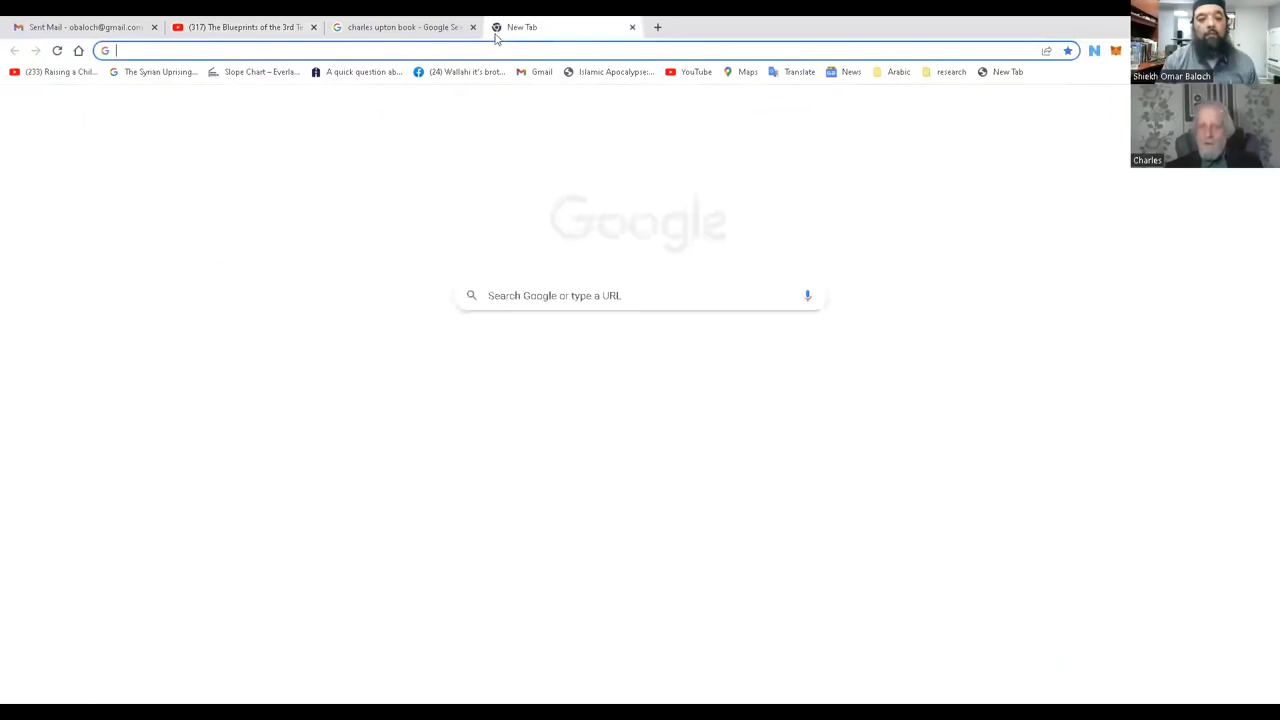 Sent Mail - obaloch@gmail.com
(317) The Blueprints of the 3rd Te
charles upton book - Google Se
New Tab
(233) Raising a Chil...
The Syrian Uprising...
Slope Chart – Everla...
A quick question ab...
(24) Wallahi it's brot...
Gmail
Islamic Apocalypse:...
YouTube
Maps
Translate
News
Arabic
research
New Tab
Shiekh Omar Baloch
Charles
Google
Search Google or type a URL